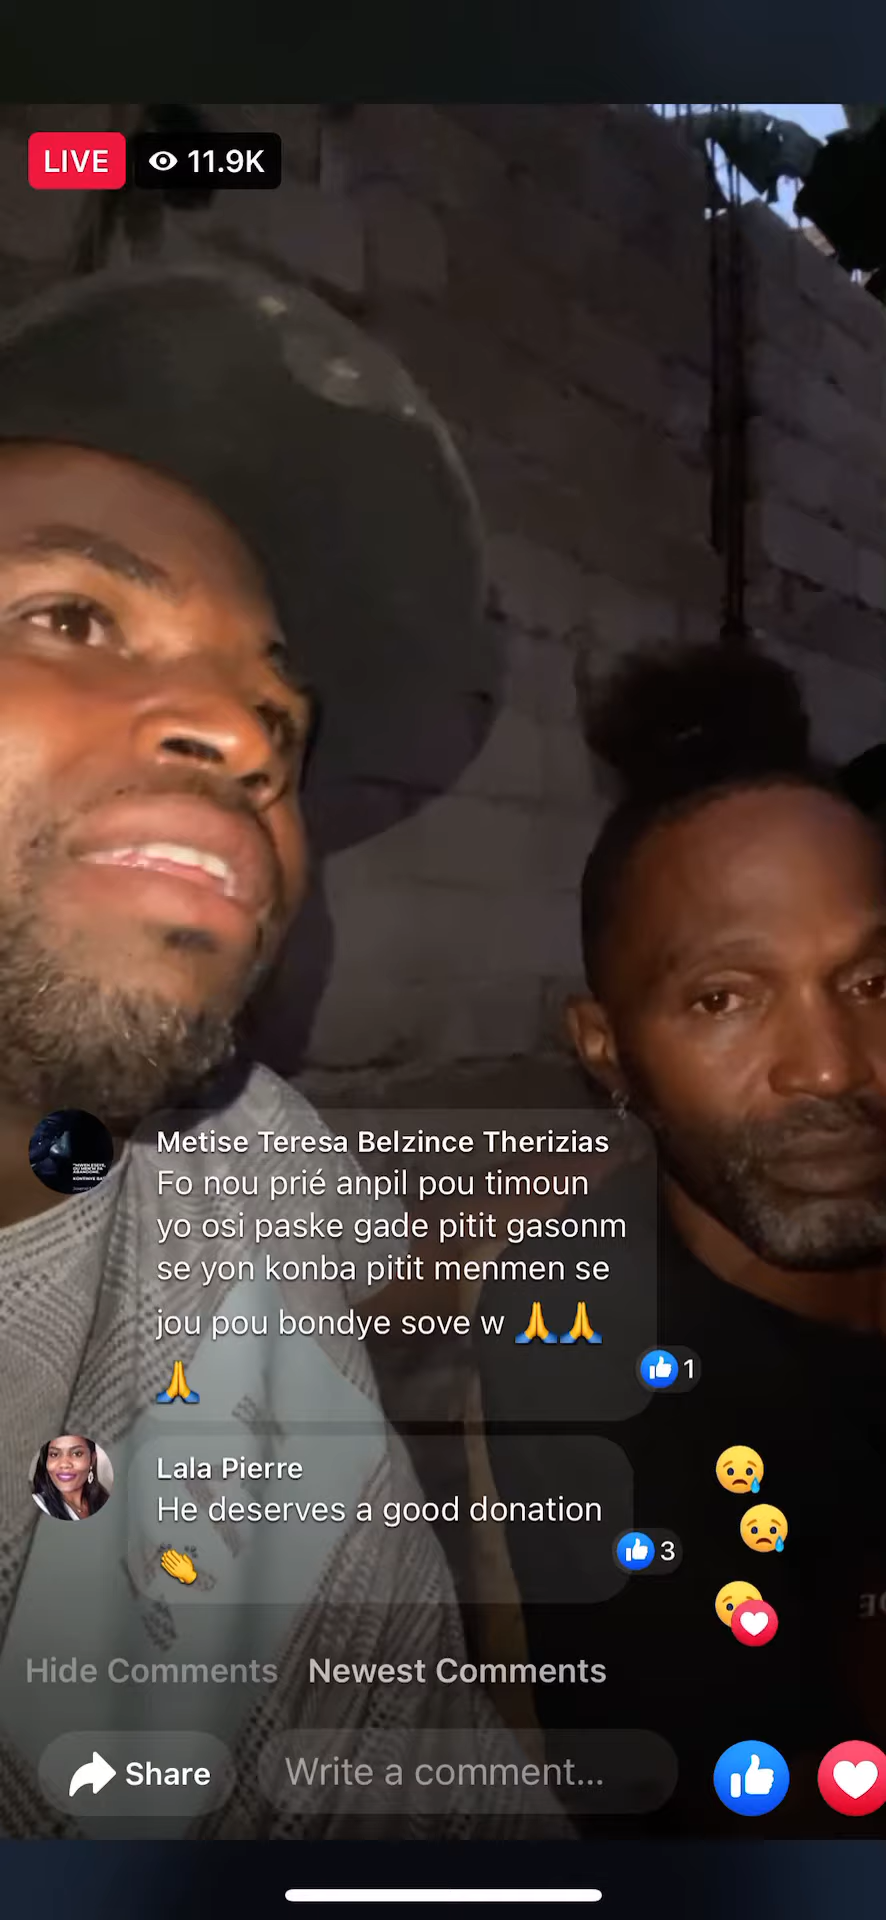 LIVE
11.9K
Metise Teresa Belzince Therizias
Fo nou prié anpil pou timoun
yo osi paske gade pitit gasonm
se yon konba pitit menmen se
jou pou bondye sove w 🙏🙏
🙏
1
Lala Pierre
He deserves a good donation
👏
3
Hide Comments Newest Comments
Share
Write a comment...